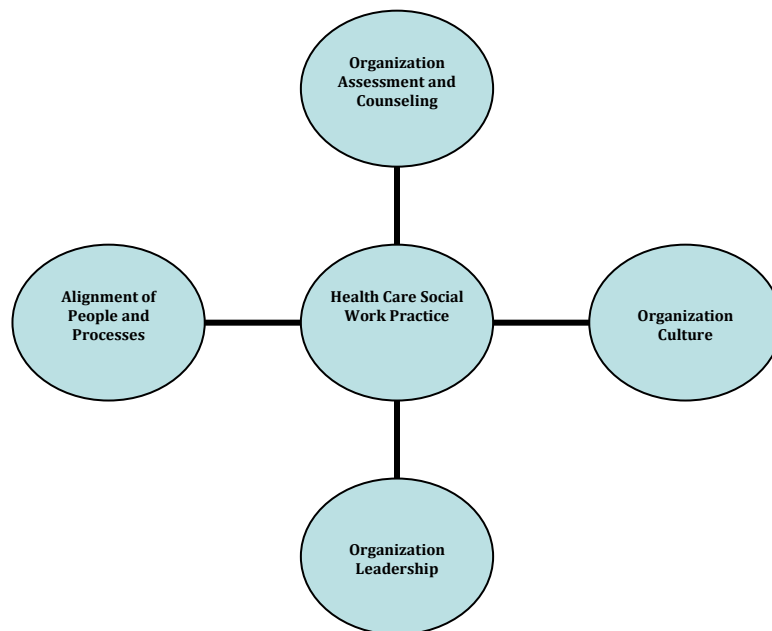 Organization
Assessment and
Counseling
Alignment of
People and
Processes
Health Care Social
Work Practice
Organization
Culture
Organization
Leadership